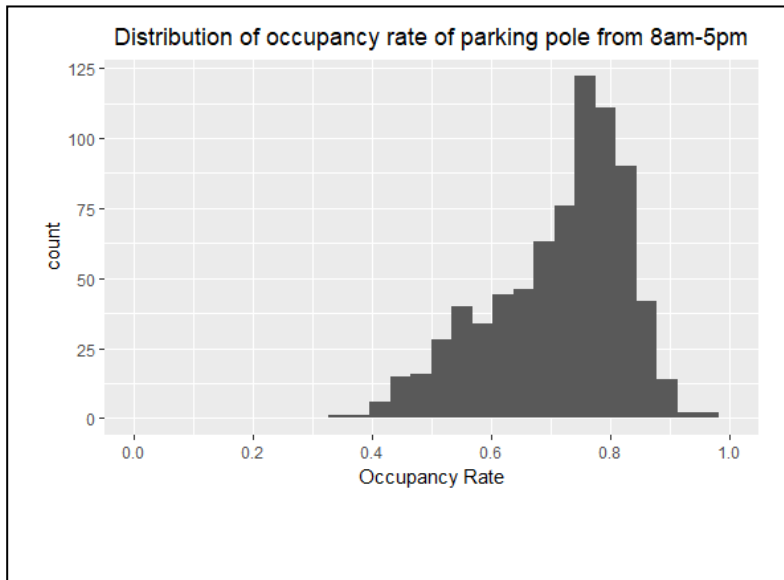 Distribution of occupancy rate of parking pole from 8am-5pm
125
100
75
50
25
0
count
0.0 0.2 0.4 0.6 0.8 1.0
Occupancy Rate